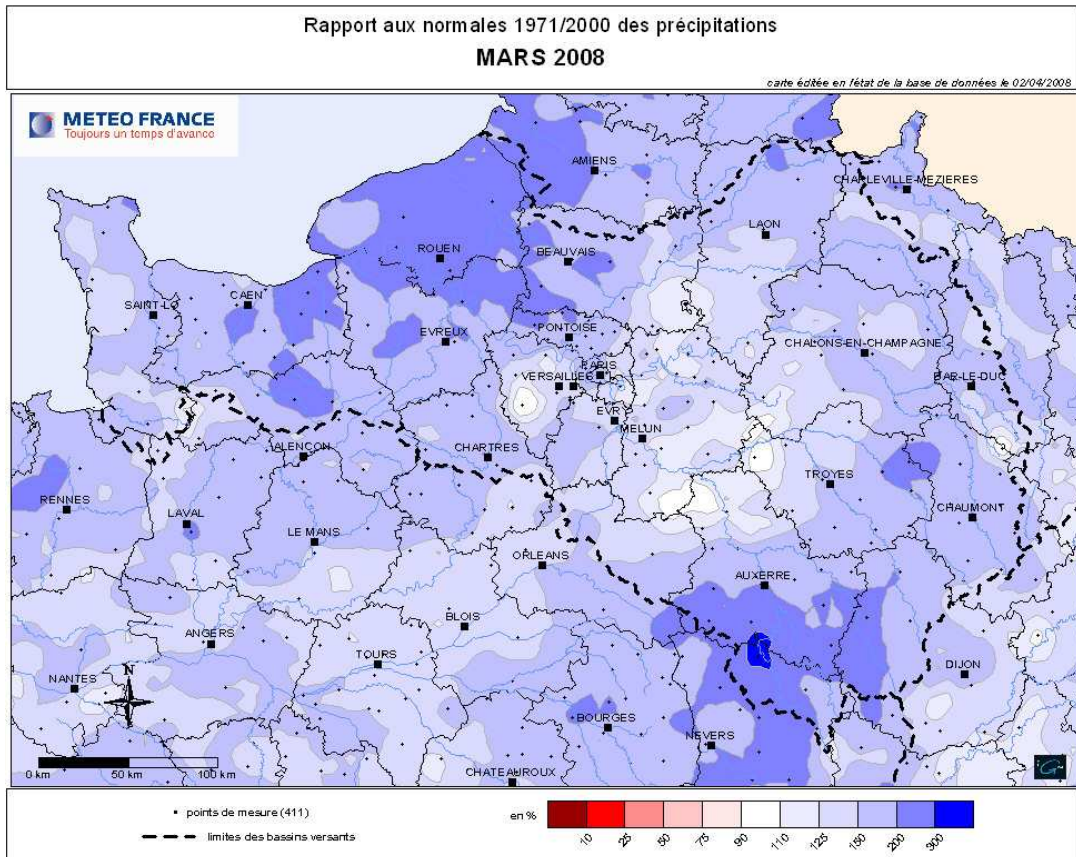 Rapport aux normales 1971/2000 des précipitations
MARS 2008
carte éditée en l'état de la base de données le 02/04/2008
METEO FRANCE
Toujours un temps d'avance
AMIENS
CHARLEVILLE-MEZIERES
LAON
ROUEN
BEAUVAIS
SAINT-LO
CAEN
EVREUX
PONTOISE
CHALONS-EN-CHAMPAGNE
PARIS
VERSAILLES
BAR-LE-DUC
EVRY
MELUN
ALENCON
CHARTRES
TROYES
RENNES
LAVAL
CHAUMONT
LE MANS
ORLEANS
AUXERRE
BLOIS
ANGERS
TOURS
DIJON
NANTES
N
BOURGES
NEVERS
0 km 50 km 100 km
CHATEAUROUX
points de mesure (411)
limites des bassins versants
en %
10 25 50 75 90 110 125 150 200 300